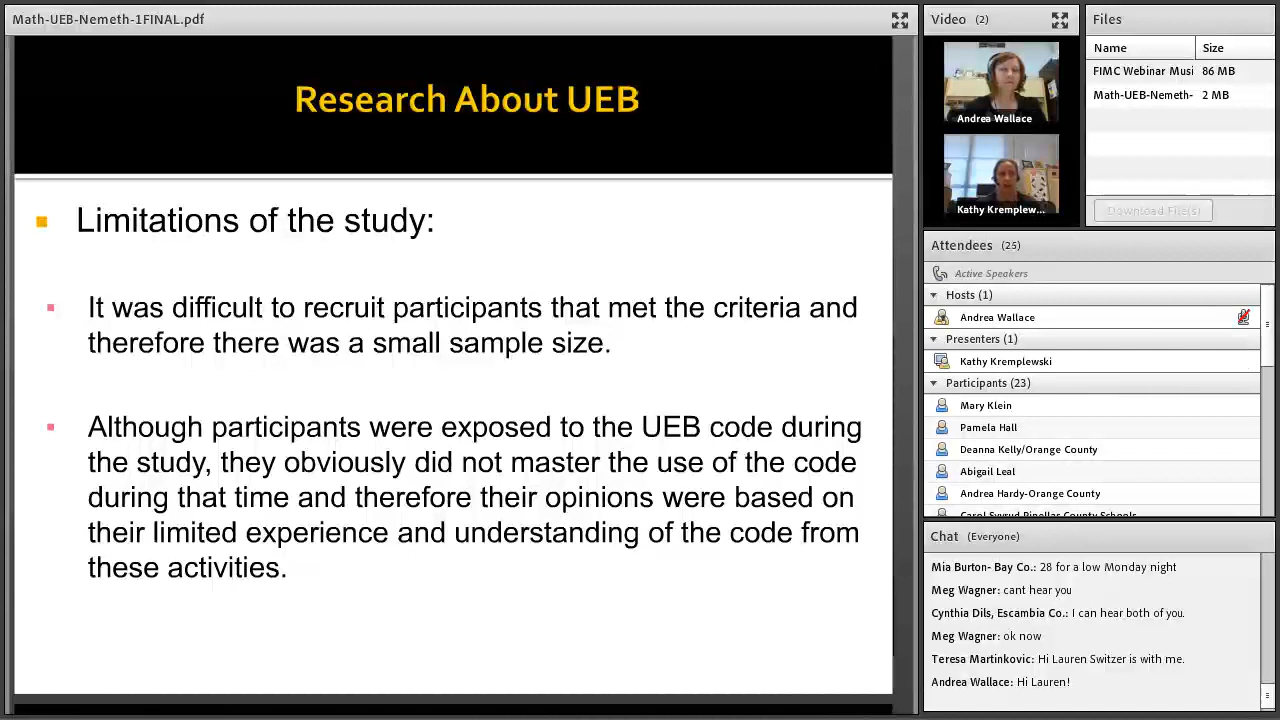 Math-UEB-Nemeth-1FINAL.pdf
Research About UEB
Limitations of the study:
It was difficult to recruit participants that met the criteria and
therefore there was a small sample size.
Although participants were exposed to the UEB code during
the study, they obviously did not master the use of the code
during that time and therefore their opinions were based on
their limited experience and understanding of the code from
these activities.
Video (2)
Andrea Wallace
Kathy Kremplew...
Files
Name Size
FIMC Webinar Musi 86 MB
Math-UEB-Nemeth- 2 MB
Download File(s)
Attendees (25)
Active Speakers
Hosts (1)
Andrea Wallace
Presenters (1)
Kathy Kremplewski
Participants (23)
Mary Klein
Pamela Hall
Deanna Kelly/Orange County
Abigail Leal
Andrea Hardy-Orange County
Carol Syvrud Pinellas County Schools
Chat (Everyone)
Mia Burton- Bay Co.: 28 for a low Monday night
Meg Wagner: cant hear you
Cynthia Dils, Escambia Co.: I can hear both of you.
Meg Wagner: ok now
Teresa Martinkovic: Hi Lauren Switzer is with me.
Andrea Wallace: Hi Lauren!